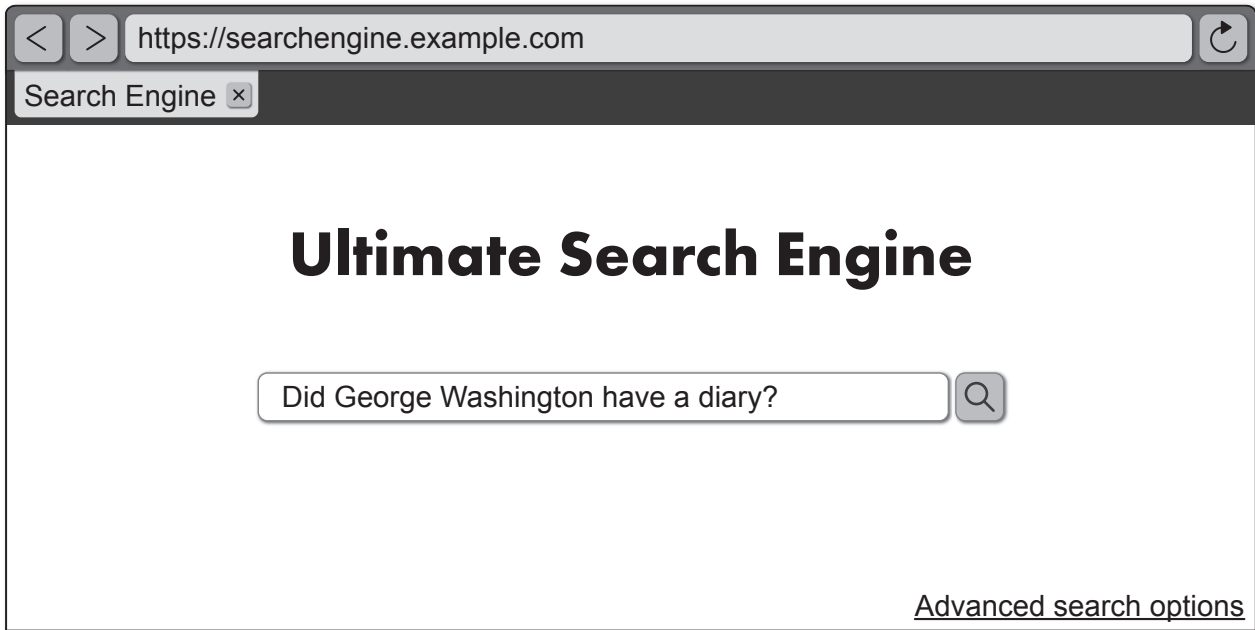 https://searchengine.example.com
Search Engine
Ultimate Search Engine
Did George Washington have a diary?
Advanced search options